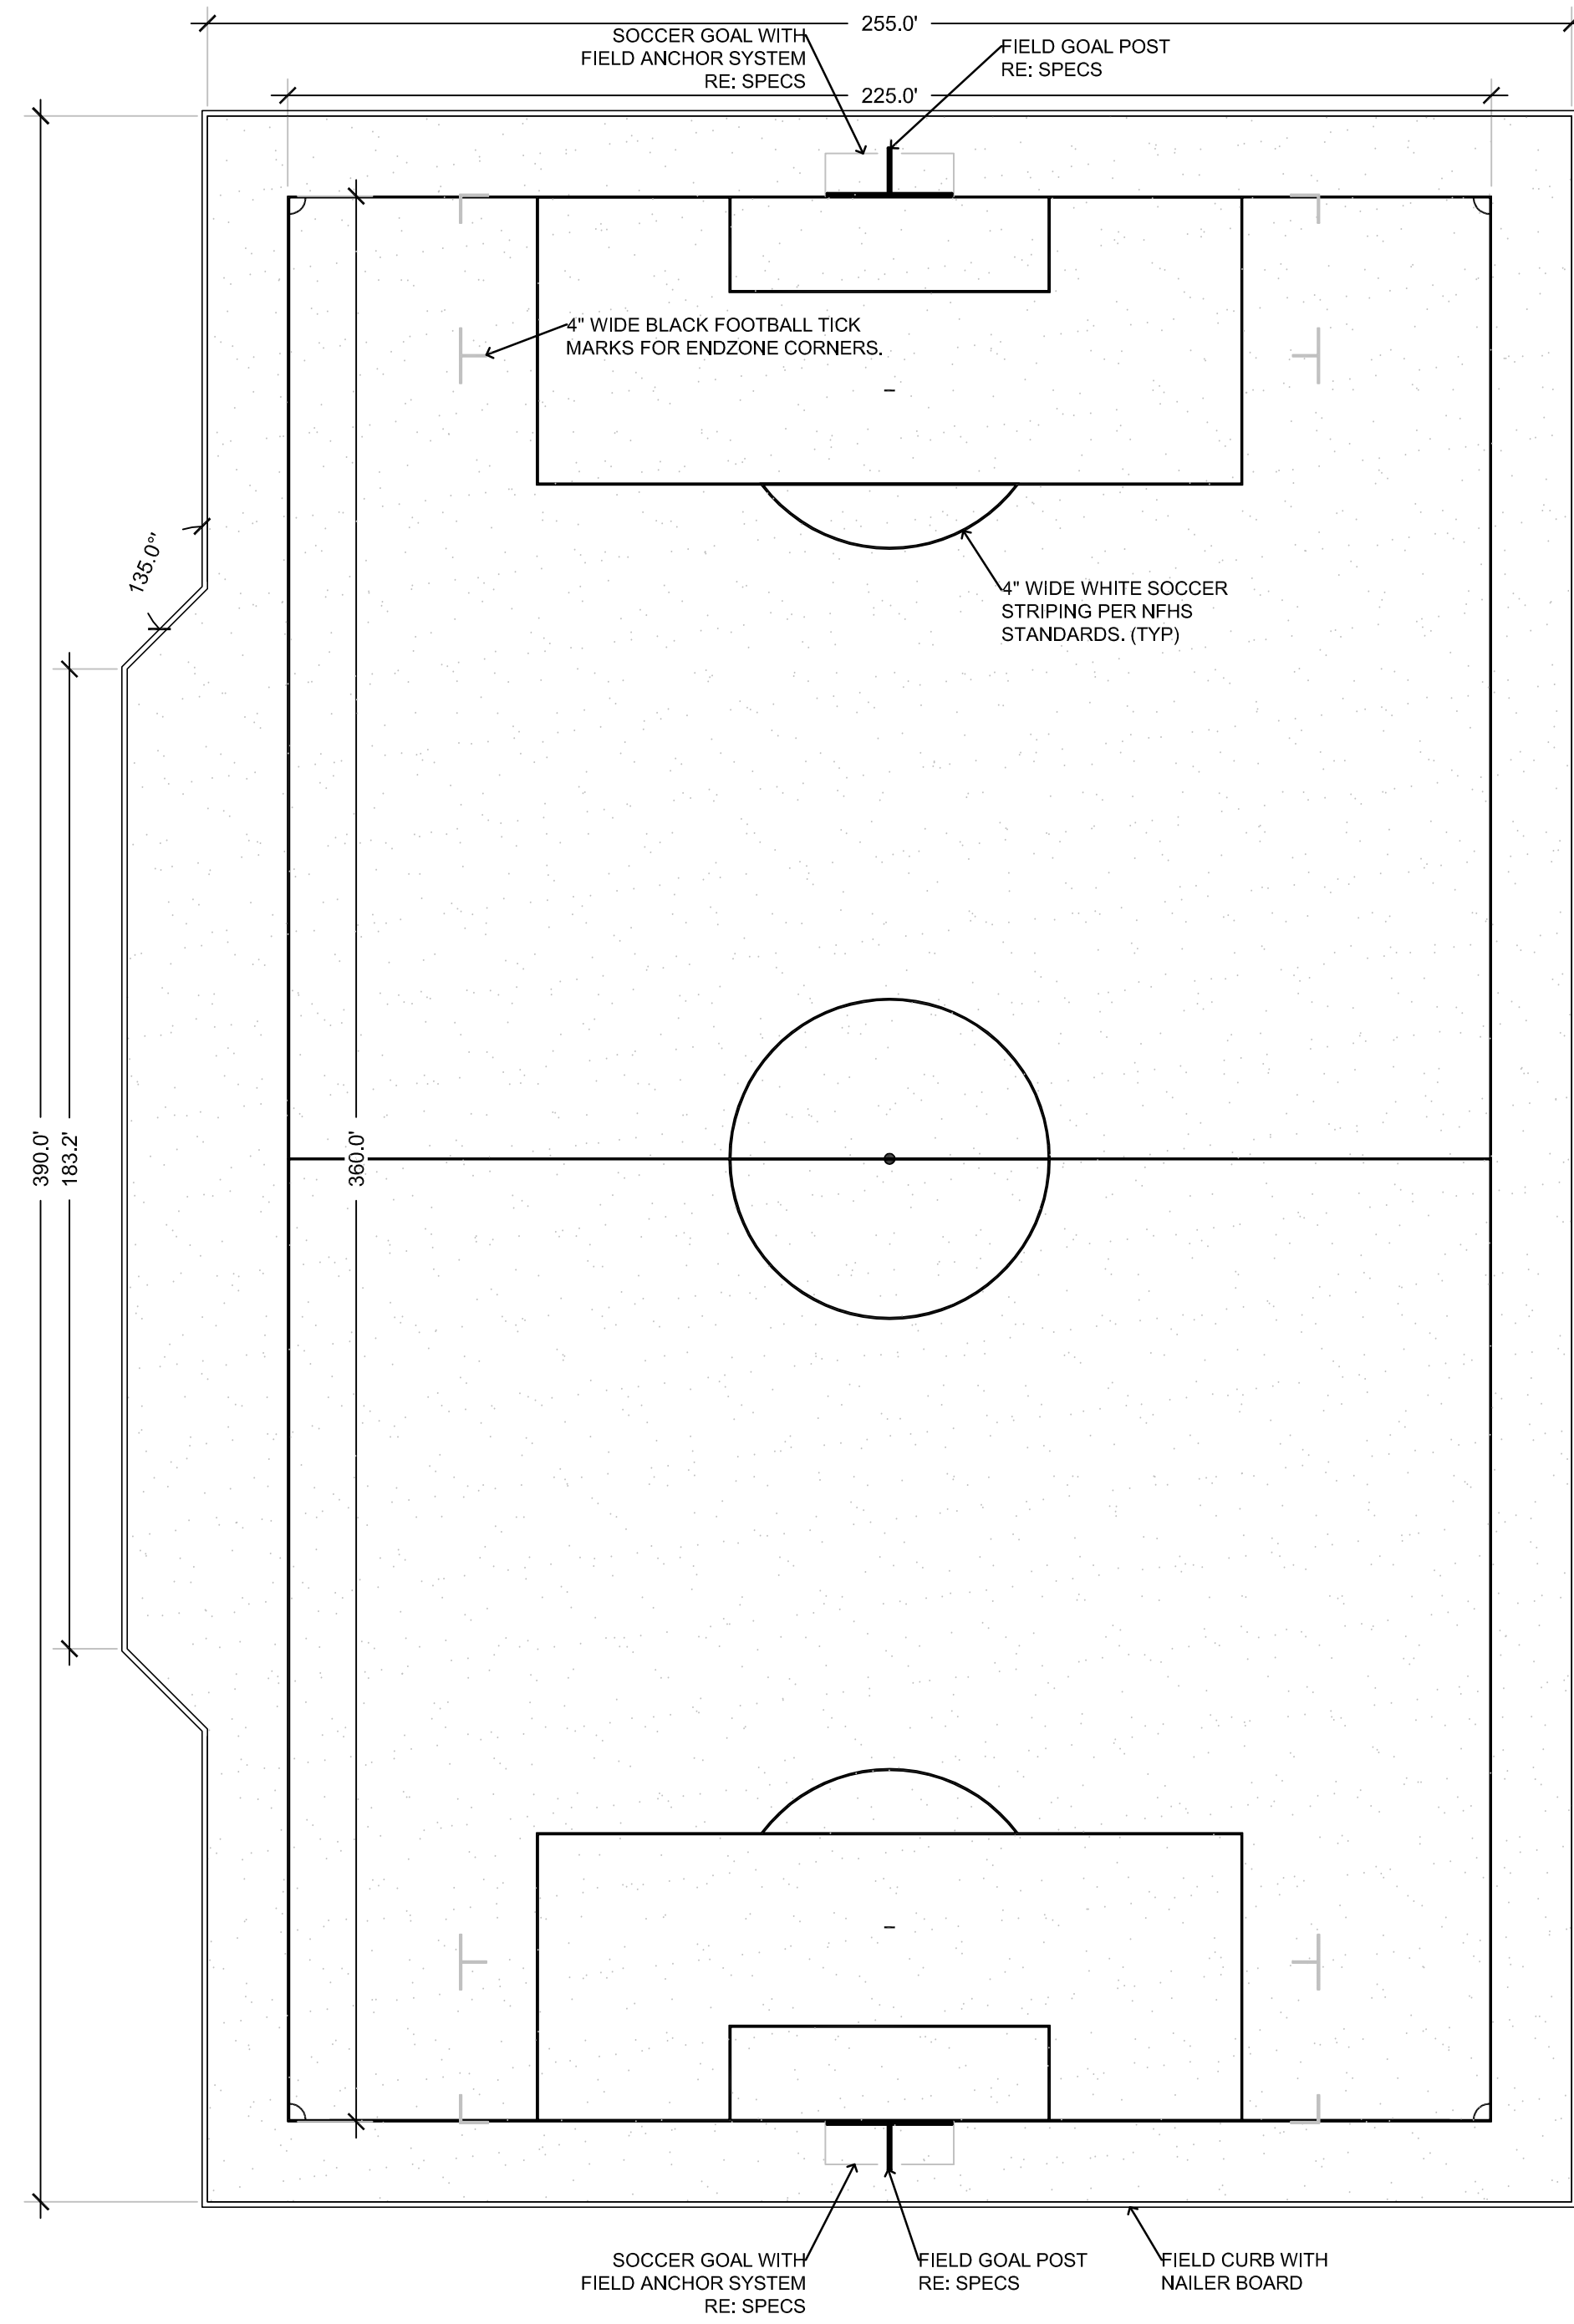 255.0'
SOCCER GOAL WITH
FIELD ANCHOR SYSTEM
RE: SPECS
FIELD GOAL POST
RE: SPECS
225.0'
4" WIDE BLACK FOOTBALL TICK
MARKS FOR ENDZONE CORNERS.
135.0°'
4" WIDE WHITE SOCCER
STRIPING PER NFHS
STANDARDS. (TYP)
390.0'
183.2'
360.0'
SOCCER GOAL WITH
FIELD ANCHOR SYSTEM
RE: SPECS
FIELD GOAL POST
RE: SPECS
FIELD CURB WITH
NAILER BOARD